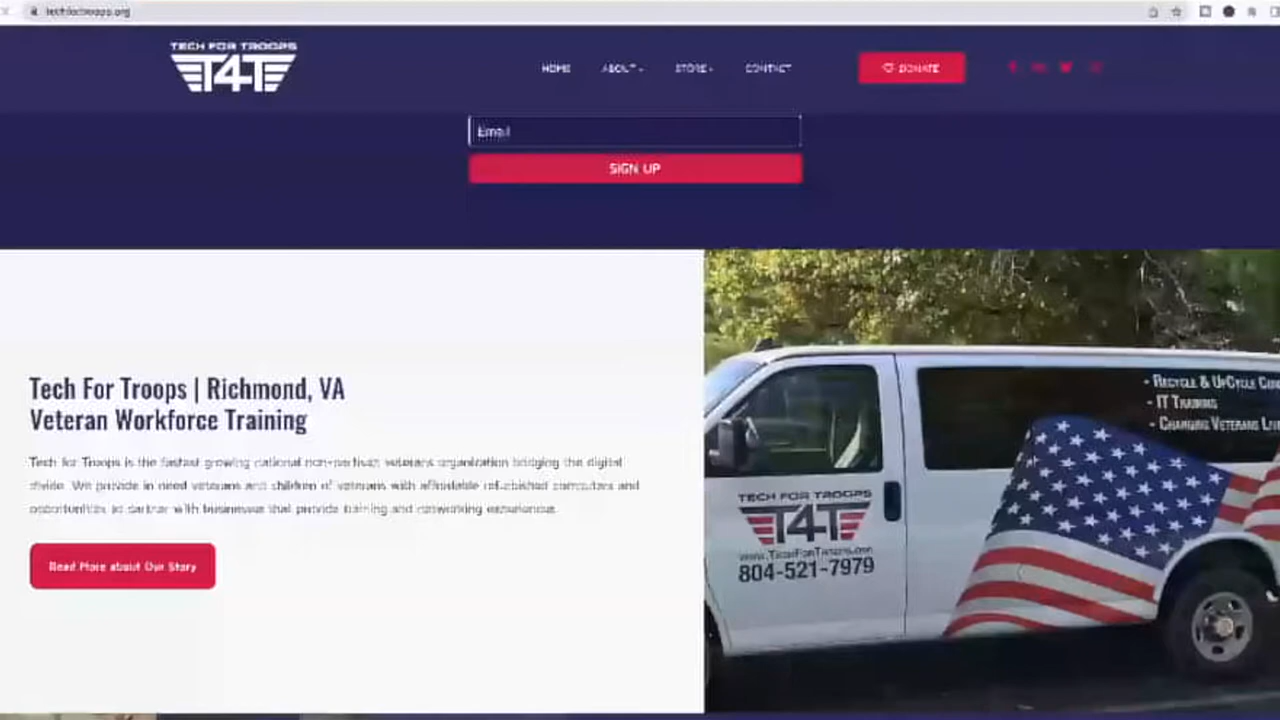 techfortroops.org
TECH FOR TROOPS
T4T
HOME ABOUT STORE CONTACT DONATE
Email
SIGN UP
Tech For Troops | Richmond, VA
Veteran Workforce Training
Tech for Troops is the fastest growing national non-partisan veterans organization bridging the digital
divide. We provide in need veterans and children of veterans with affordable refurbished computers and
opportunities to partner with businesses that provide training and networking experiences.
Read More about Our Story
- RECYCLE & UPCYCLE
- IT TRAINING
- CHANGING VETERANS
TECH FOR TROOPS
T4T
www.TechForTroops.com
804-521-7979